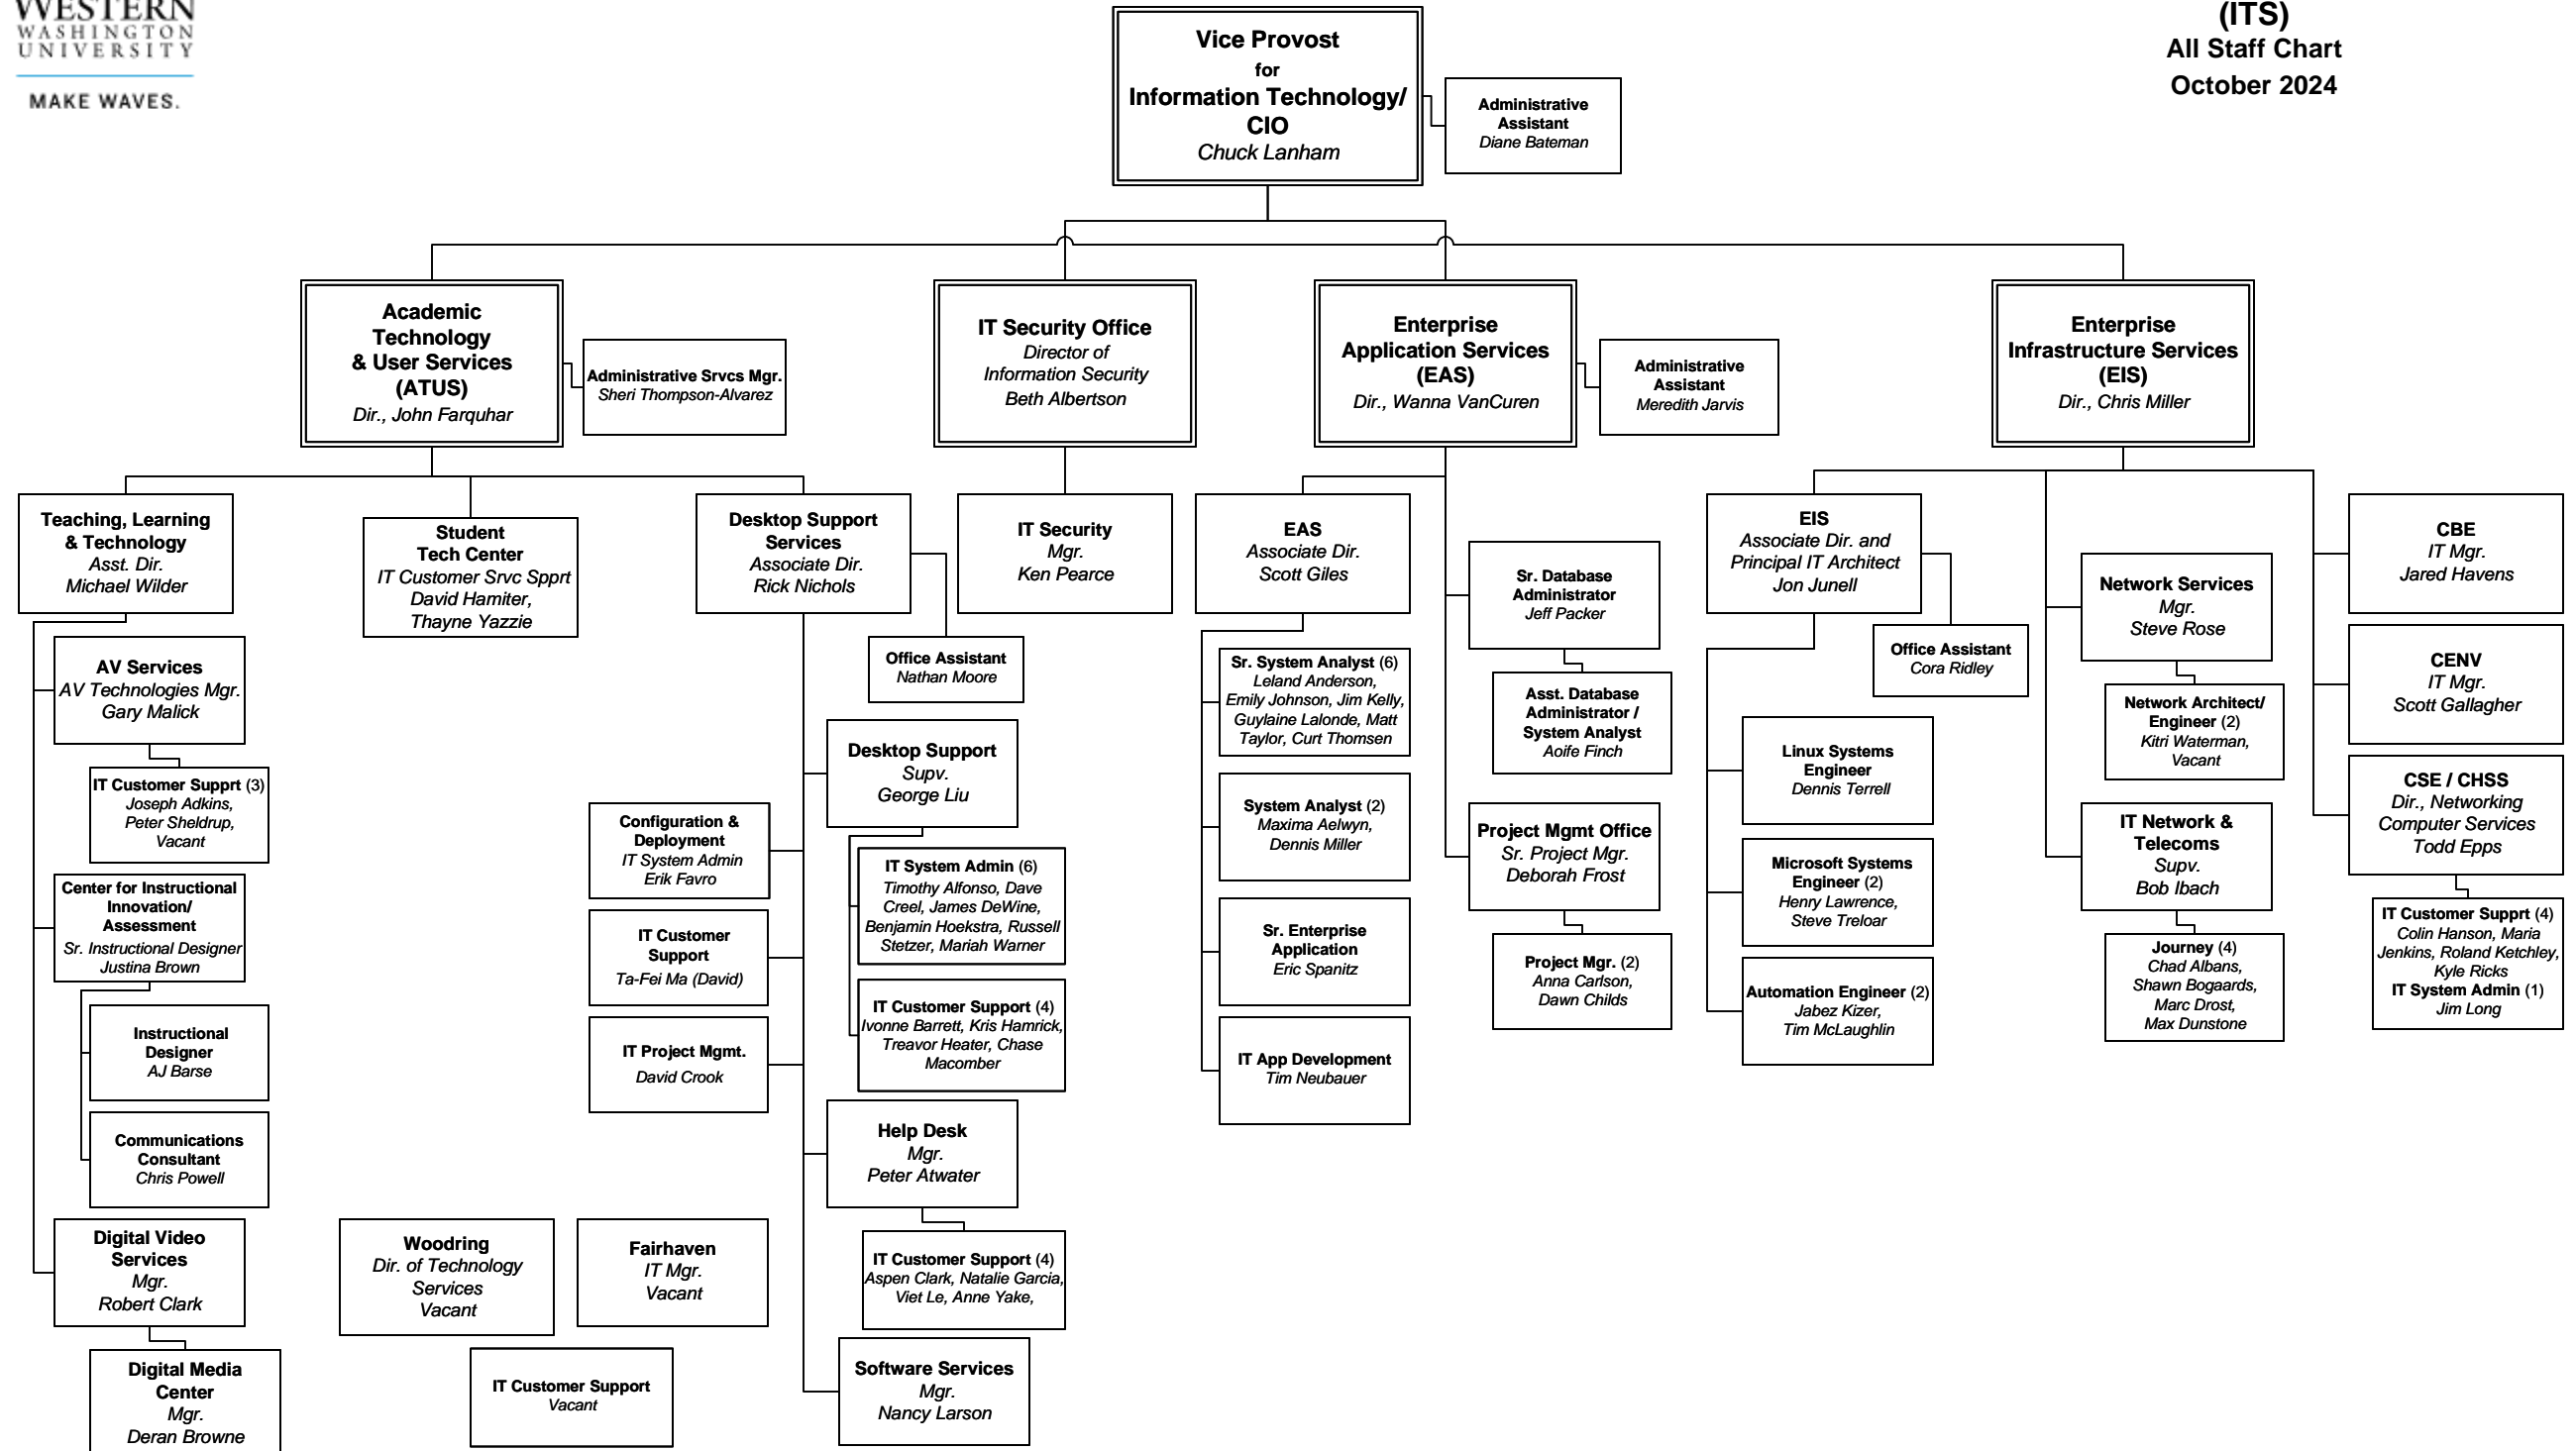 WESTERN
WASHINGTON
UNIVERSITY
MAKE WAVES.
(ITS)
All Staff Chart
October 2024
Vice Provost
for
Information Technology/
CIO
Chuck Lanham
Administrative
Assistant
Diane Bateman
Academic
Technology
& User Services
(ATUS)
Dir., John Farquhar
Administrative Srvcs Mgr.
Sheri Thompson-Alvarez
IT Security Office
Director of
Information Security
Beth Albertson
Enterprise
Application Services
(EAS)
Dir., Wanna VanCuren
Administrative
Assistant
Meredith Jarvis
Enterprise
Infrastructure Services
(EIS)
Dir., Chris Miller
Teaching, Learning
& Technology
Asst. Dir.
Michael Wilder
Student
Tech Center
IT Customer Srvc Spprt
David Hamiter,
Thayne Yazzie
Desktop Support
Services
Associate Dir.
Rick Nichols
IT Security
Mgr.
Ken Pearce
EAS
Associate Dir.
Scott Giles
Sr. Database
Administrator
Jeff Packer
EIS
Associate Dir. and
Principal IT Architect
Jon Junell
Network Services
Mgr.
Steve Rose
CBE
IT Mgr.
Jared Havens
AV Services
AV Technologies Mgr.
Gary Malick
Office Assistant
Nathan Moore
Sr. System Analyst (6)
Leland Anderson,
Emily Johnson, Jim Kelly,
Guylaine Lalonde, Matt
Taylor, Curt Thomsen
Asst. Database
Administrator /
System Analyst
Aoife Finch
Office Assistant
Cora Ridley
Network Architect/
Engineer (2)
Kitri Waterman,
Vacant
CENV
IT Mgr.
Scott Gallagher
IT Customer Supprt (3)
Joseph Adkins,
Peter Sheldrup,
Vacant
Desktop Support
Supv.
George Liu
Linux Systems
Engineer
Dennis Terrell
CSE / CHSS
Dir., Networking
Computer Services
Todd Epps
Configuration &
Deployment
IT System Admin
Erik Favro
System Analyst (2)
Maxima Aelwyn,
Dennis Miller
Project Mgmt Office
Sr. Project Mgr.
Deborah Frost
Microsoft Systems
Engineer (2)
Henry Lawrence,
Steve Treloar
IT Network &
Telecoms
Supv.
Bob Ibach
Center for Instructional
Innovation/
Assessment
Sr. Instructional Designer
Justina Brown
IT System Admin (6)
Timothy Alfonso, Dave
Creel, James DeWine,
Benjamin Hoekstra, Russell
Stetzer, Mariah Warner
IT Customer
Support
Ta-Fei Ma (David)
Sr. Enterprise
Application
Eric Spanitz
Project Mgr. (2)
Anna Carlson,
Dawn Childs
Automation Engineer (2)
Jabez Kizer,
Tim McLaughlin
Journey (4)
Chad Albans,
Shawn Bogaards,
Marc Drost,
Max Dunstone
IT Customer Supprt (4)
Colin Hanson, Maria
Jenkins, Roland Ketchley,
Kyle Ricks
IT System Admin (1)
Jim Long
Instructional
Designer
AJ Barse
IT Project Mgmt.
David Crook
IT Customer Support (4)
Ivonne Barrett, Kris Hamrick,
Treavor Heater, Chase
Macomber
IT App Development
Tim Neubauer
Communications
Consultant
Chris Powell
Help Desk
Mgr.
Peter Atwater
Digital Video
Services
Mgr.
Robert Clark
Woodring
Dir. of Technology
Services
Vacant
Fairhaven
IT Mgr.
Vacant
IT Customer Support (4)
Aspen Clark, Natalie Garcia,
Viet Le, Anne Yake,
Digital Media
Center
Mgr.
Deran Browne
IT Customer Support
Vacant
Software Services
Mgr.
Nancy Larson